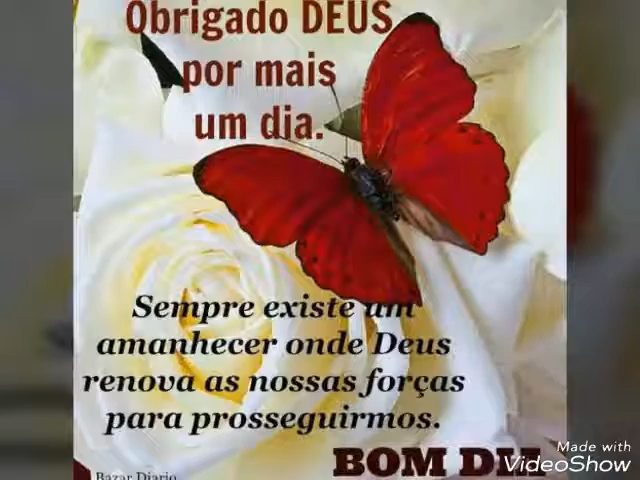 Obrigado DEUS
por mais
um dia.
Sempre existe um
amanhecer onde Deus
renova as nossas forças
para prosseguirmos.
BOM DIA
Bazar Diario
Made with
VideoShow